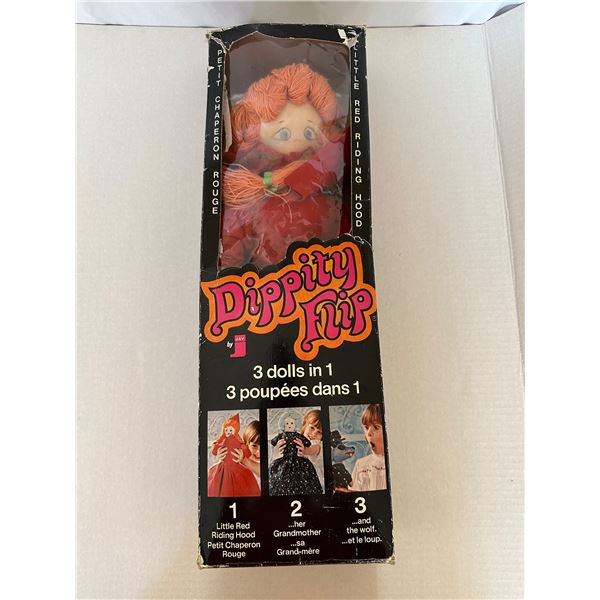 PETIT CHAPERON ROUGE
LITTLE RED RIDING HOOD
Dippity
Flip
by
JAY
3 dolls in 1
3 poupées dans 1
1
Little Red
Riding Hood
Petit Chaperon
Rouge
2
...her
Grandmother
...sa
Grand-mère
3
...and
the wolf.
...et le loup.